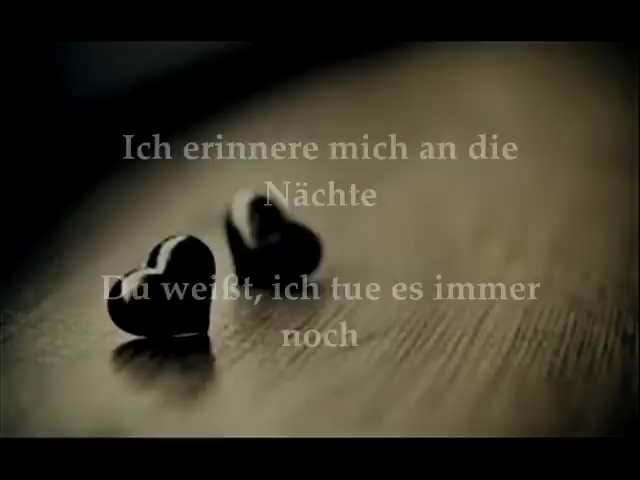 Ich erinnere mich an die
Nächte
Du weißt, ich tue es immer
noch